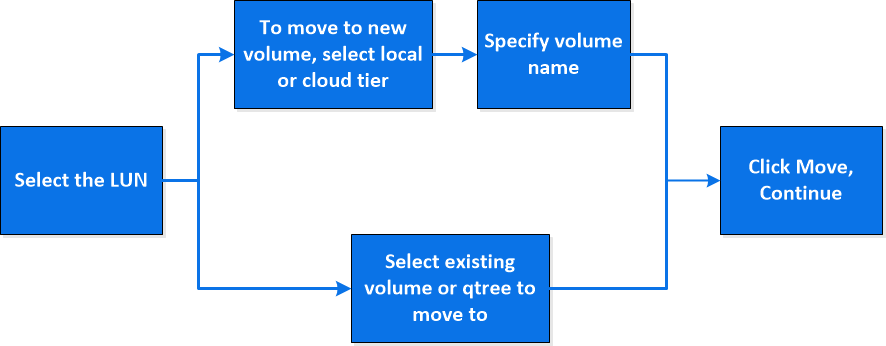 To move to new
volume, select local
or cloud tier
Specify volume
name
Select the LUN
Click Move,
Continue
Select existing
volume or qtree to
move to